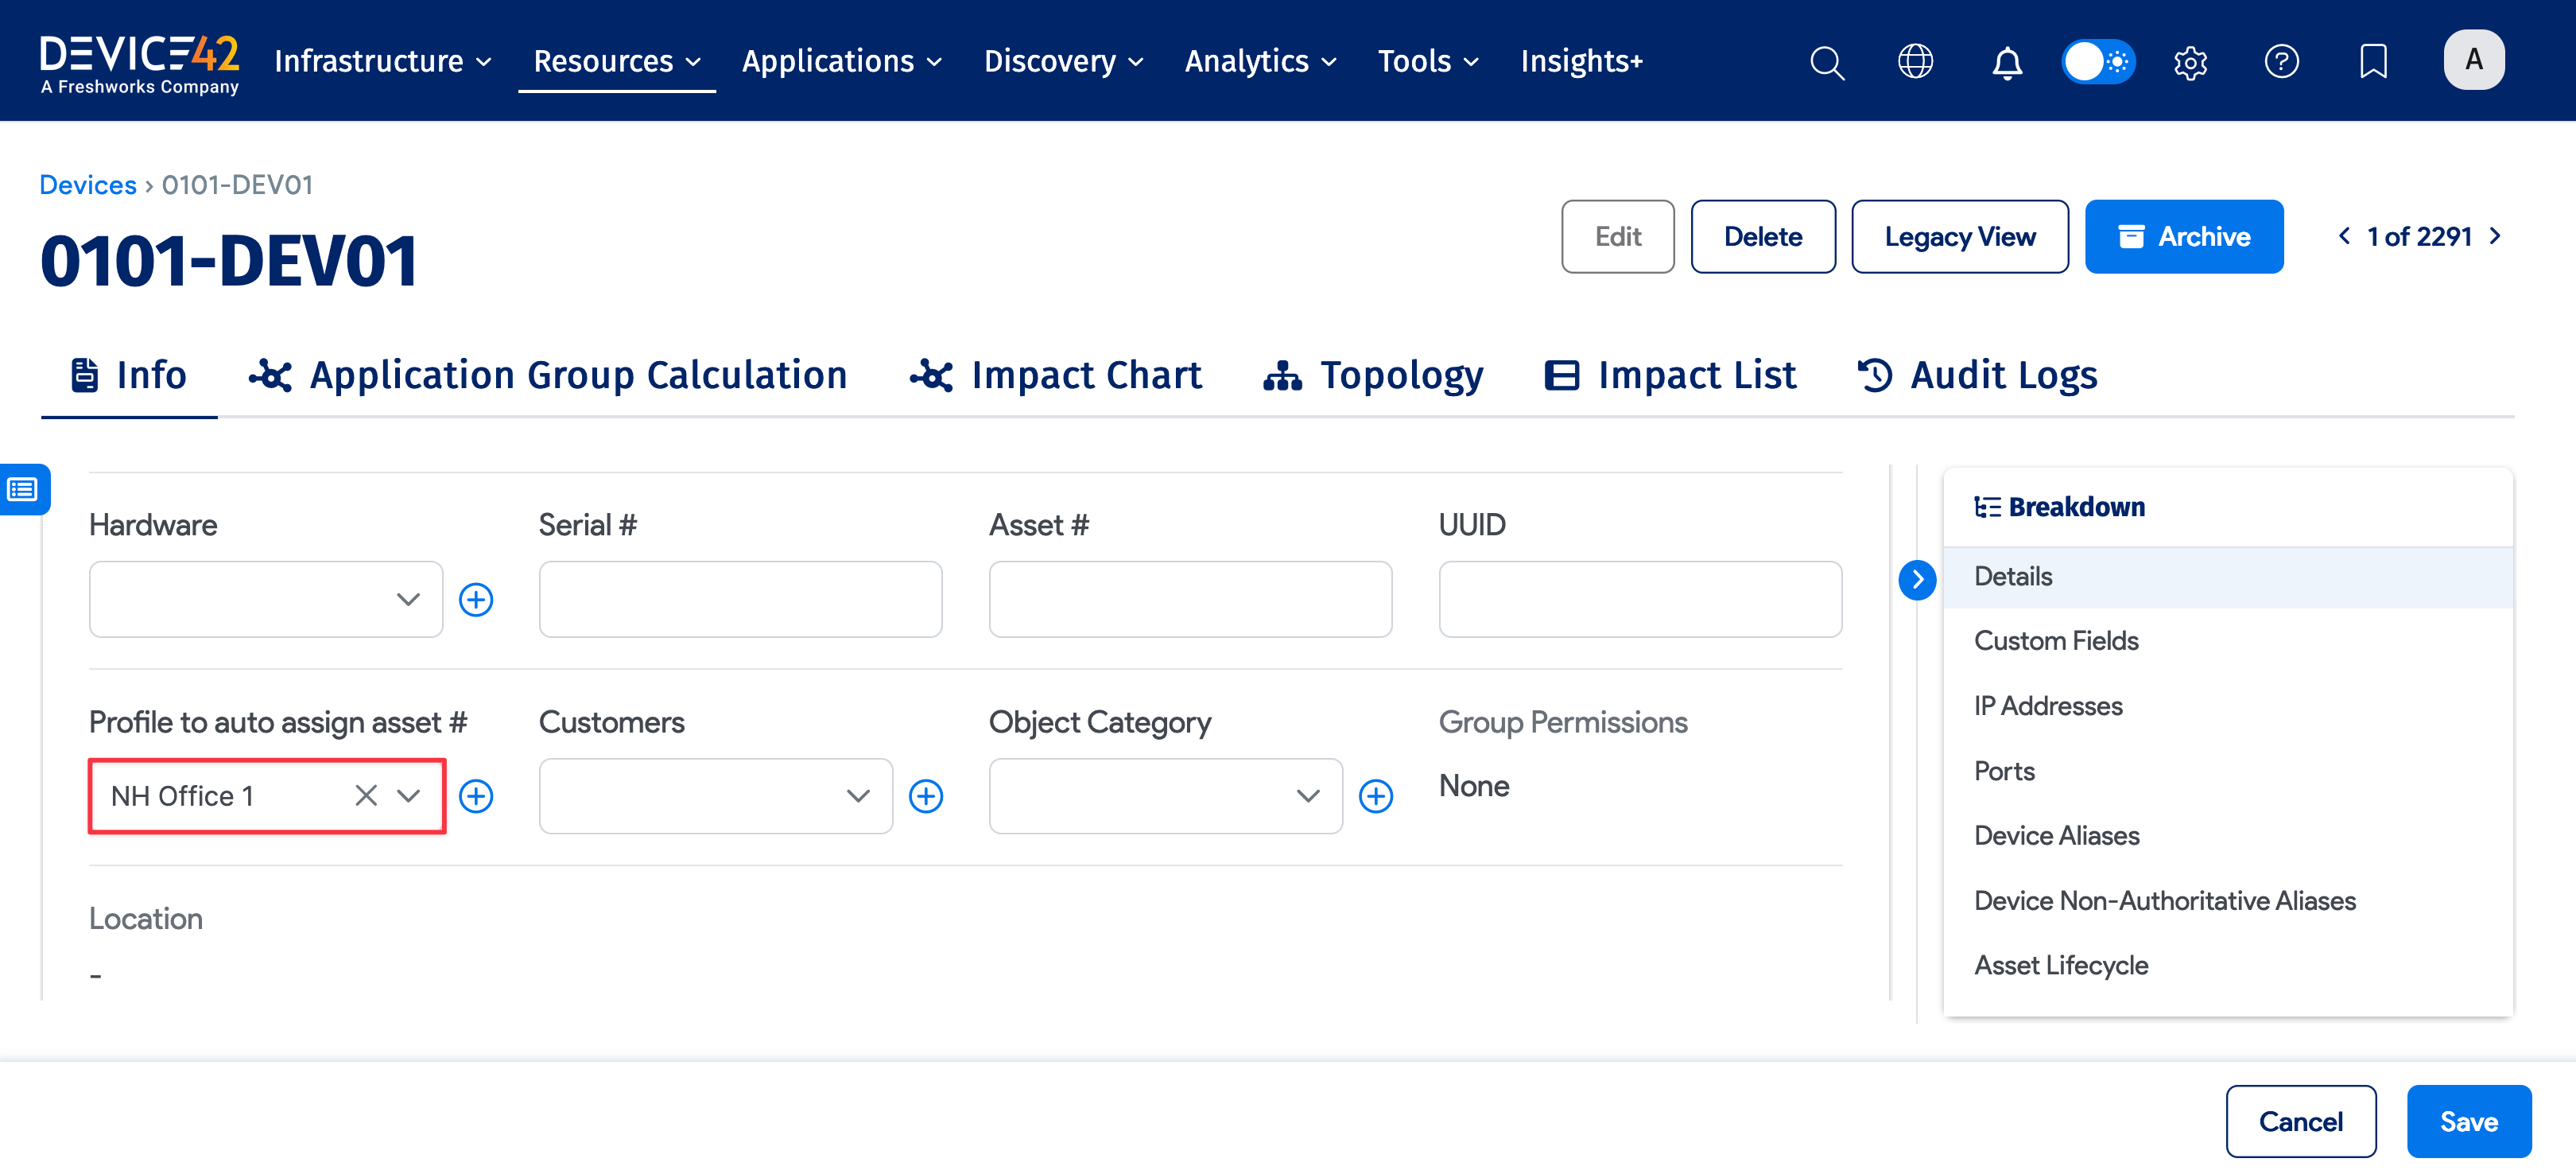 DEVICE42
A Freshworks Company
Infrastructure
Resources
Applications
Discovery
Analytics
Tools
Insights+
A
Devices › 0101-DEV01
0101-DEV01
Edit
Delete
Legacy View
Archive
1 of 2291
Info
Application Group Calculation
Impact Chart
Topology
Impact List
Audit Logs
Hardware
Serial #
Asset #
UUID
Profile to auto assign asset #
Customers
Object Category
Group Permissions
NH Office 1
None
Location
-
Breakdown
Details
Custom Fields
IP Addresses
Ports
Device Aliases
Device Non-Authoritative Aliases
Asset Lifecycle
Cancel
Save